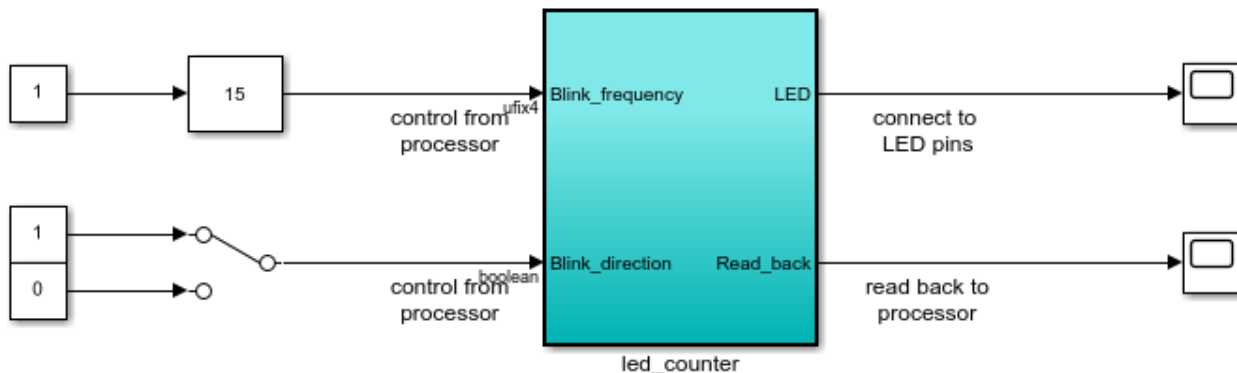 1
15
ufix4
control from
processor
Blink_frequency
LED
connect to
LED pins
1
0
boolean
control from
processor
Blink_direction
Read_back
read back to
processor
led_counter